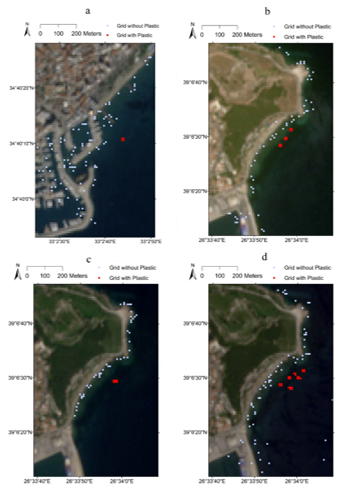 a
N
0 100 200 Meters
Grid without Plastic
Grid with Plastic
34°40'20"N
34°40'10"N
34°40'0"N
33°2'30"E 33°2'40"E 33°2'50"E
b
N
0 100 200 Meters
Grid without Plastic
Grid with Plastic
39°6'40"N
39°6'30"N
39°6'20"N
26°33'40"E 26°33'50"E 26°34'0"E
c
N
0 100 200 Meters
Grid without Plastic
Grid with Plastic
39°6'40"N
39°6'30"N
39°6'20"N
26°33'40"E 26°33'50"E 26°34'0"E
d
N
0 100 200 Meters
Grid without Plastic
Grid with Plastic
39°6'40"N
39°6'30"N
39°6'20"N
26°33'40"E 26°33'50"E 26°34'0"E